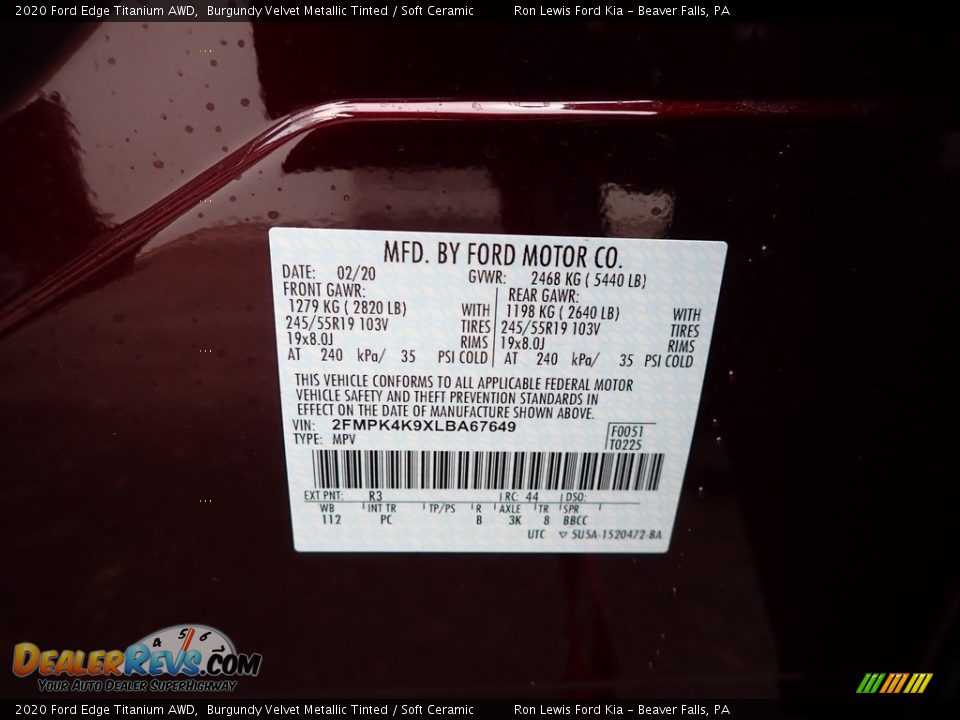 2020 Ford Edge Titanium AWD, Burgundy Velvet Metallic Tinted / Soft Ceramic Ron Lewis Ford Kia - Beaver Falls, PA
MFD. BY FORD MOTOR CO.
DATE: 02/20 GVWR: 2468 KG ( 5440 LB)
FRONT GAWR: REAR GAWR:
1279 KG ( 2820 LB) WITH 1198 KG ( 2640 LB) WITH
245/55R19 103V TIRES 245/55R19 103V TIRES
19x8.0J RIMS 19x8.0J RIMS
AT 240 kPa/ 35 PSI COLD AT 240 kPa/ 35 PSI COLD
THIS VEHICLE CONFORMS TO ALL APPLICABLE FEDERAL MOTOR
VEHICLE SAFETY AND THEFT PREVENTION STANDARDS IN
EFFECT ON THE DATE OF MANUFACTURE SHOWN ABOVE.
VIN: 2FMPK4K9XLBA67649 F0051
TYPE: MPV T0225
EXT PNT: R3 RC: 44 DSO:
WB INT TR TP/PS R AXLE TR SPR
112 PC B 3K 8 BBCC
UTC ▽ 5U5A-1520472-BA
4 5 6
DEALERREVS.COM
YOUR AUTO DEALER SUPERHIGHWAY
2020 Ford Edge Titanium AWD, Burgundy Velvet Metallic Tinted / Soft Ceramic Ron Lewis Ford Kia - Beaver Falls, PA